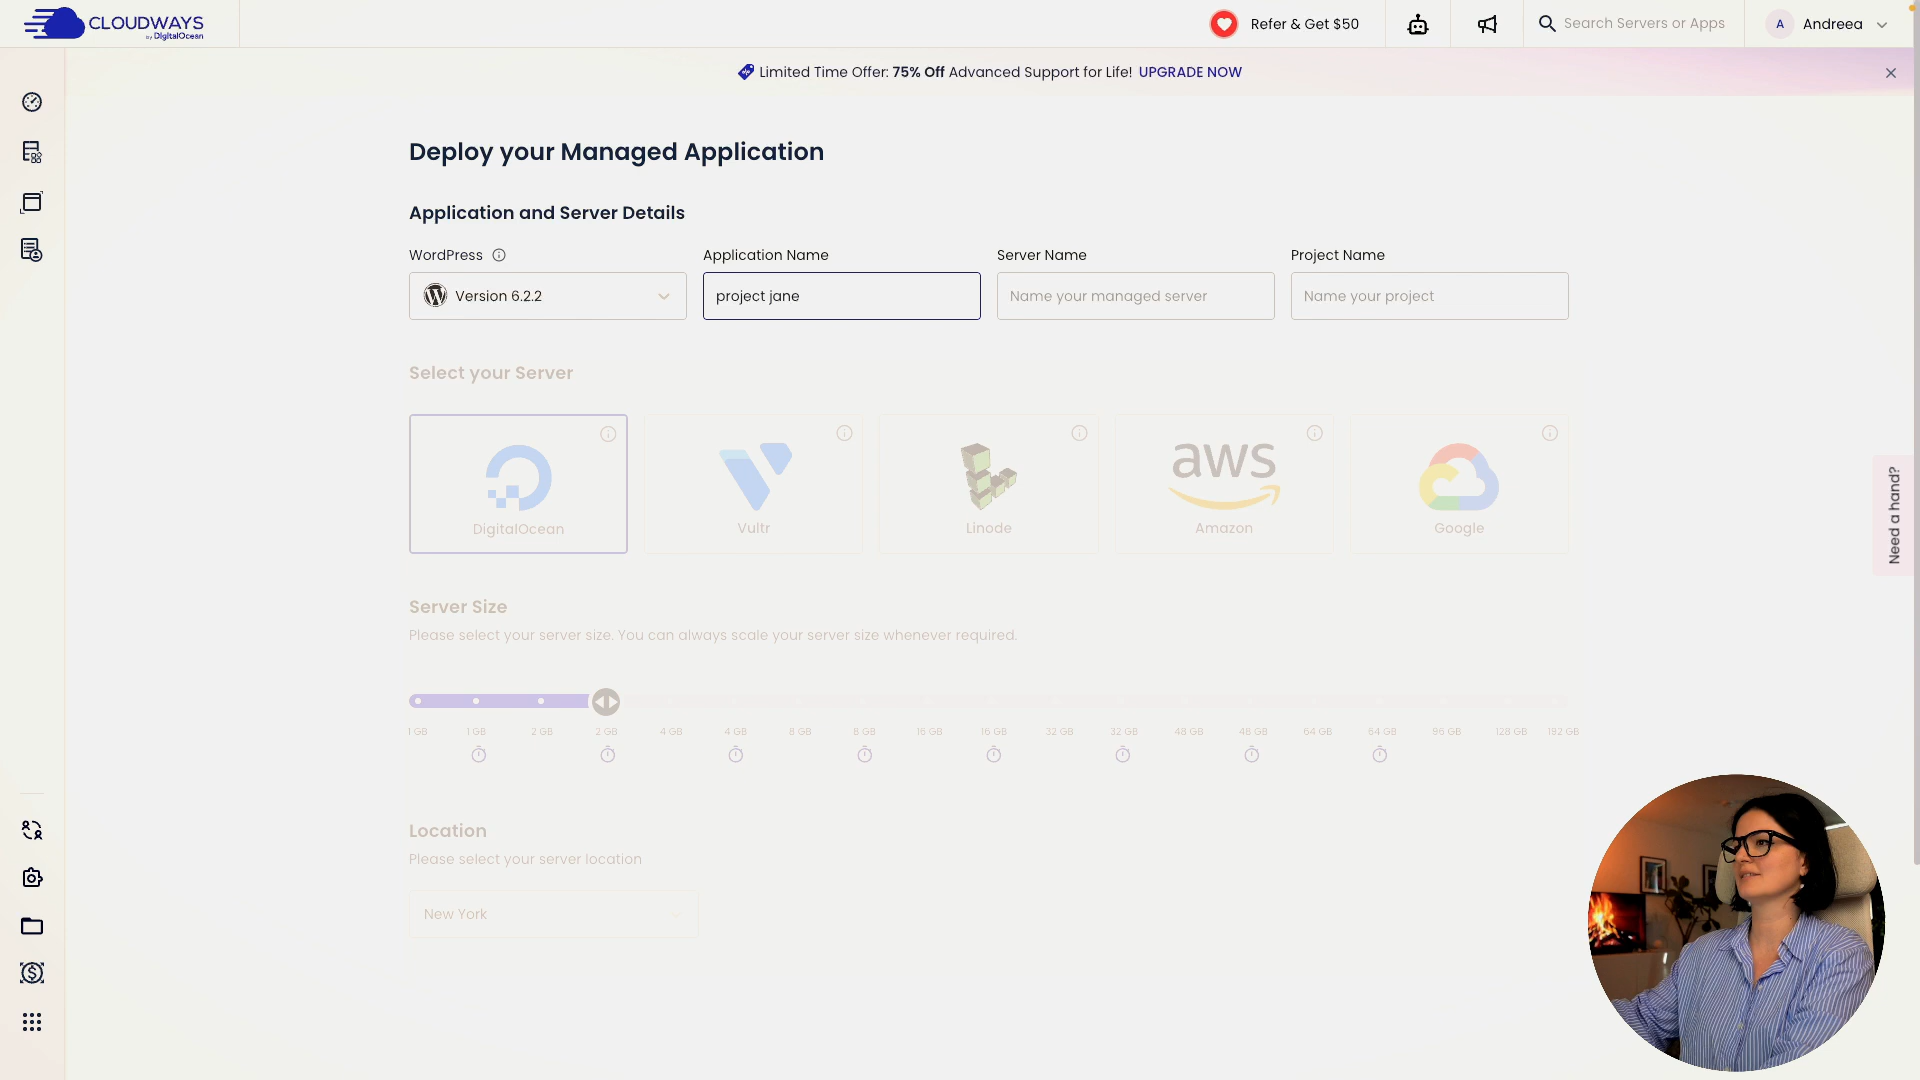 CLOUDWAYS
by DigitalOcean
Refer & Get $50
Search Servers or Apps
A
Andreea
Limited Time Offer: 75% Off Advanced Support for Life! UPGRADE NOW
Deploy your Managed Application
Application and Server Details
WordPress
Application Name
Server Name
Project Name
Version 6.2.2
project jane
Name your managed server
Name your project
Select your Server
DigitalOcean
Vultr
Linode
aws
Amazon
Google
Need a hand?
Server Size
Please select your server size. You can always scale your server size whenever required.
1 GB 1 GB 2 GB 2 GB 4 GB 4 GB 8 GB 8 GB 16 GB 16 GB 32 GB 32 GB 48 GB 48 GB 64 GB 64 GB 96 GB 128 GB 192 GB
Location
Please select your server location
New York